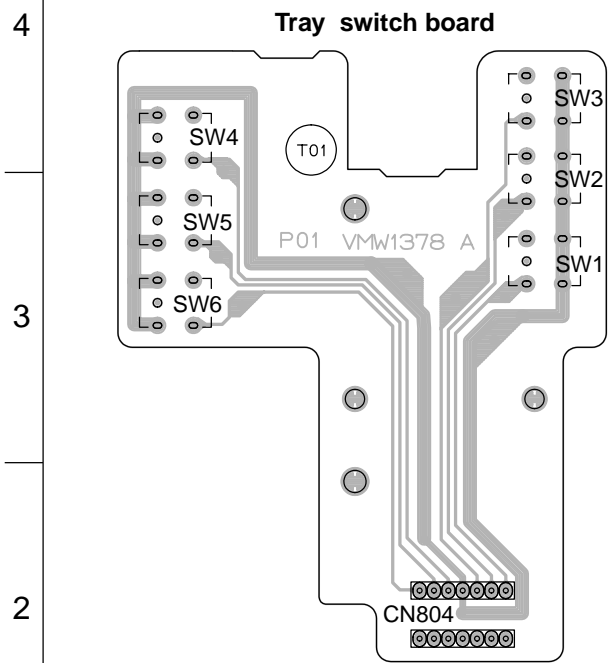 4
Tray switch board
SW3
SW4
T01
SW2
SW5
P01 VMW1378 A
SW1
SW6
3
2
CN804